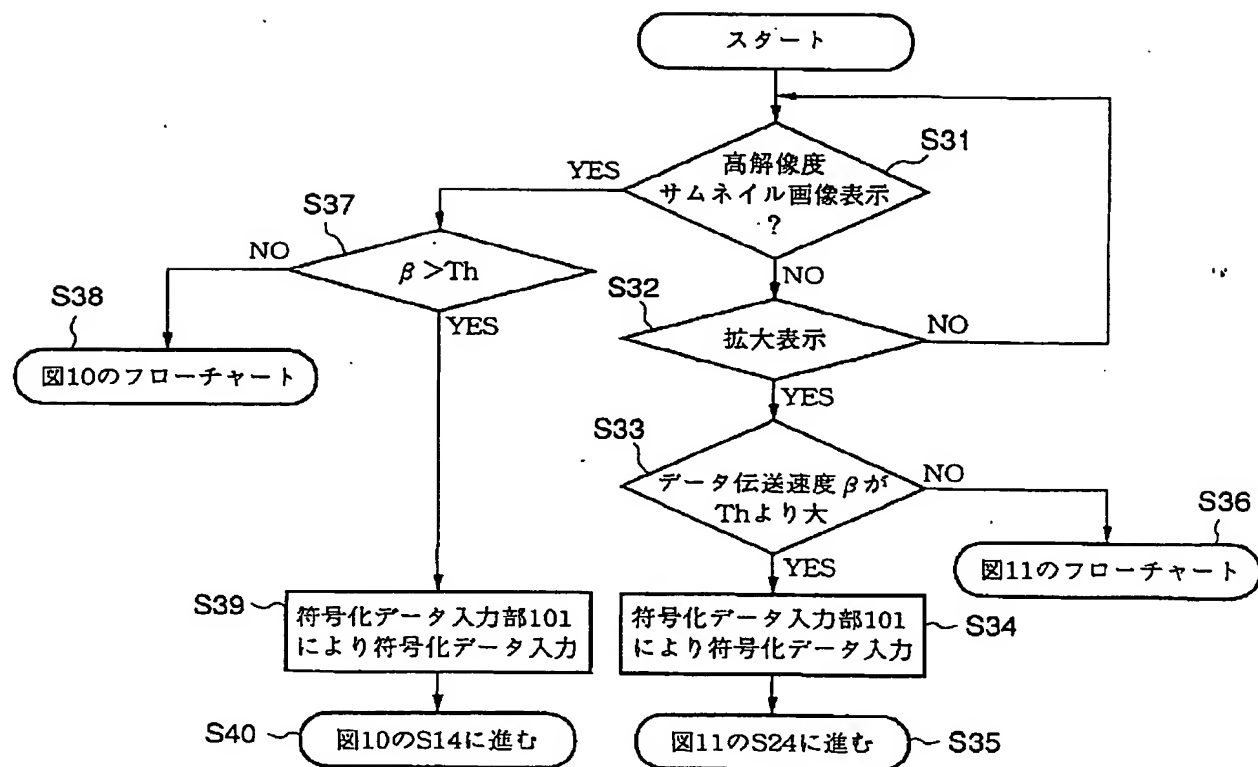 スタート
S31
高解像度
サムネイル画像表示
?
YES
NO
S37
β>Th
NO
YES
S38
図10のフローチャート
S32
拡大表示
NO
YES
S33
データ伝送速度βが
Thより大
NO
YES
S36
図11のフローチャート
S39
符号化データ入力部101
により符号化データ入力
符号化データ入力部101
により符号化データ入力
S34
S40
図10のS14に進む
図11のS24に進む
S35